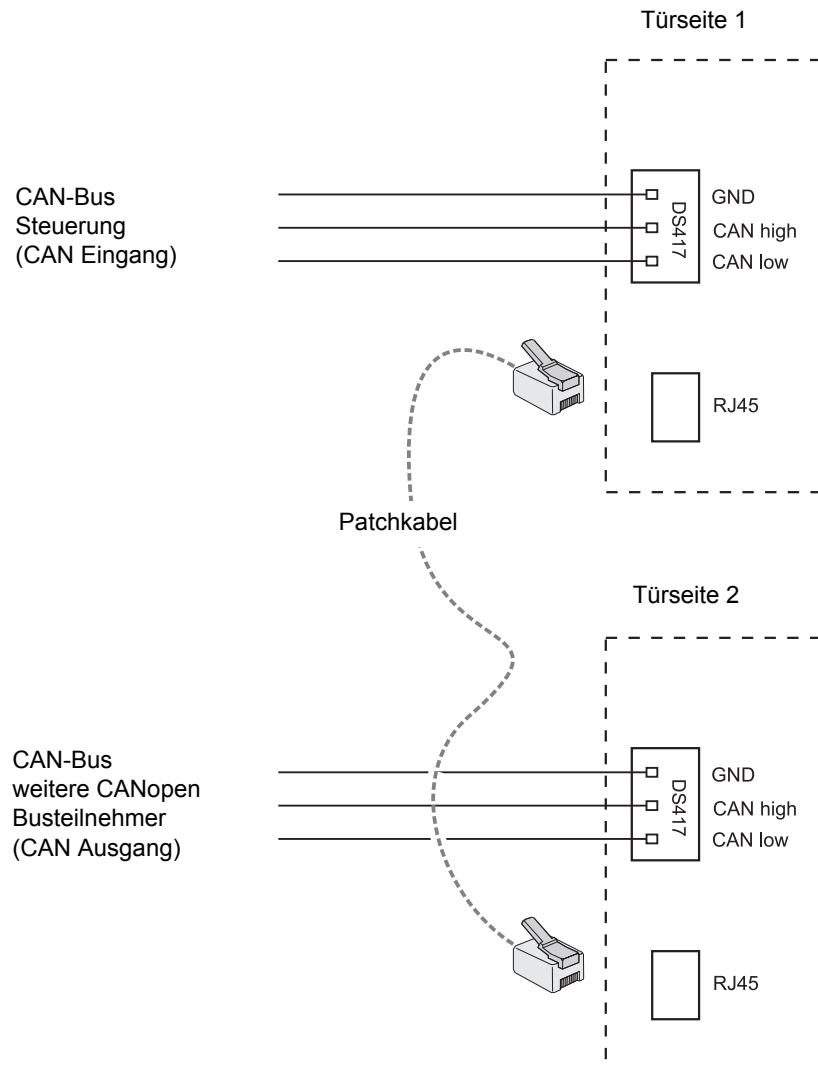 Türseite 1
CAN-Bus
Steuerung
(CAN Eingang)
DS417
GND
CAN high
CAN low
RJ45
Patchkabel
Türseite 2
CAN-Bus
weitere CANopen
Busteilnehmer
(CAN Ausgang)
DS417
GND
CAN high
CAN low
RJ45